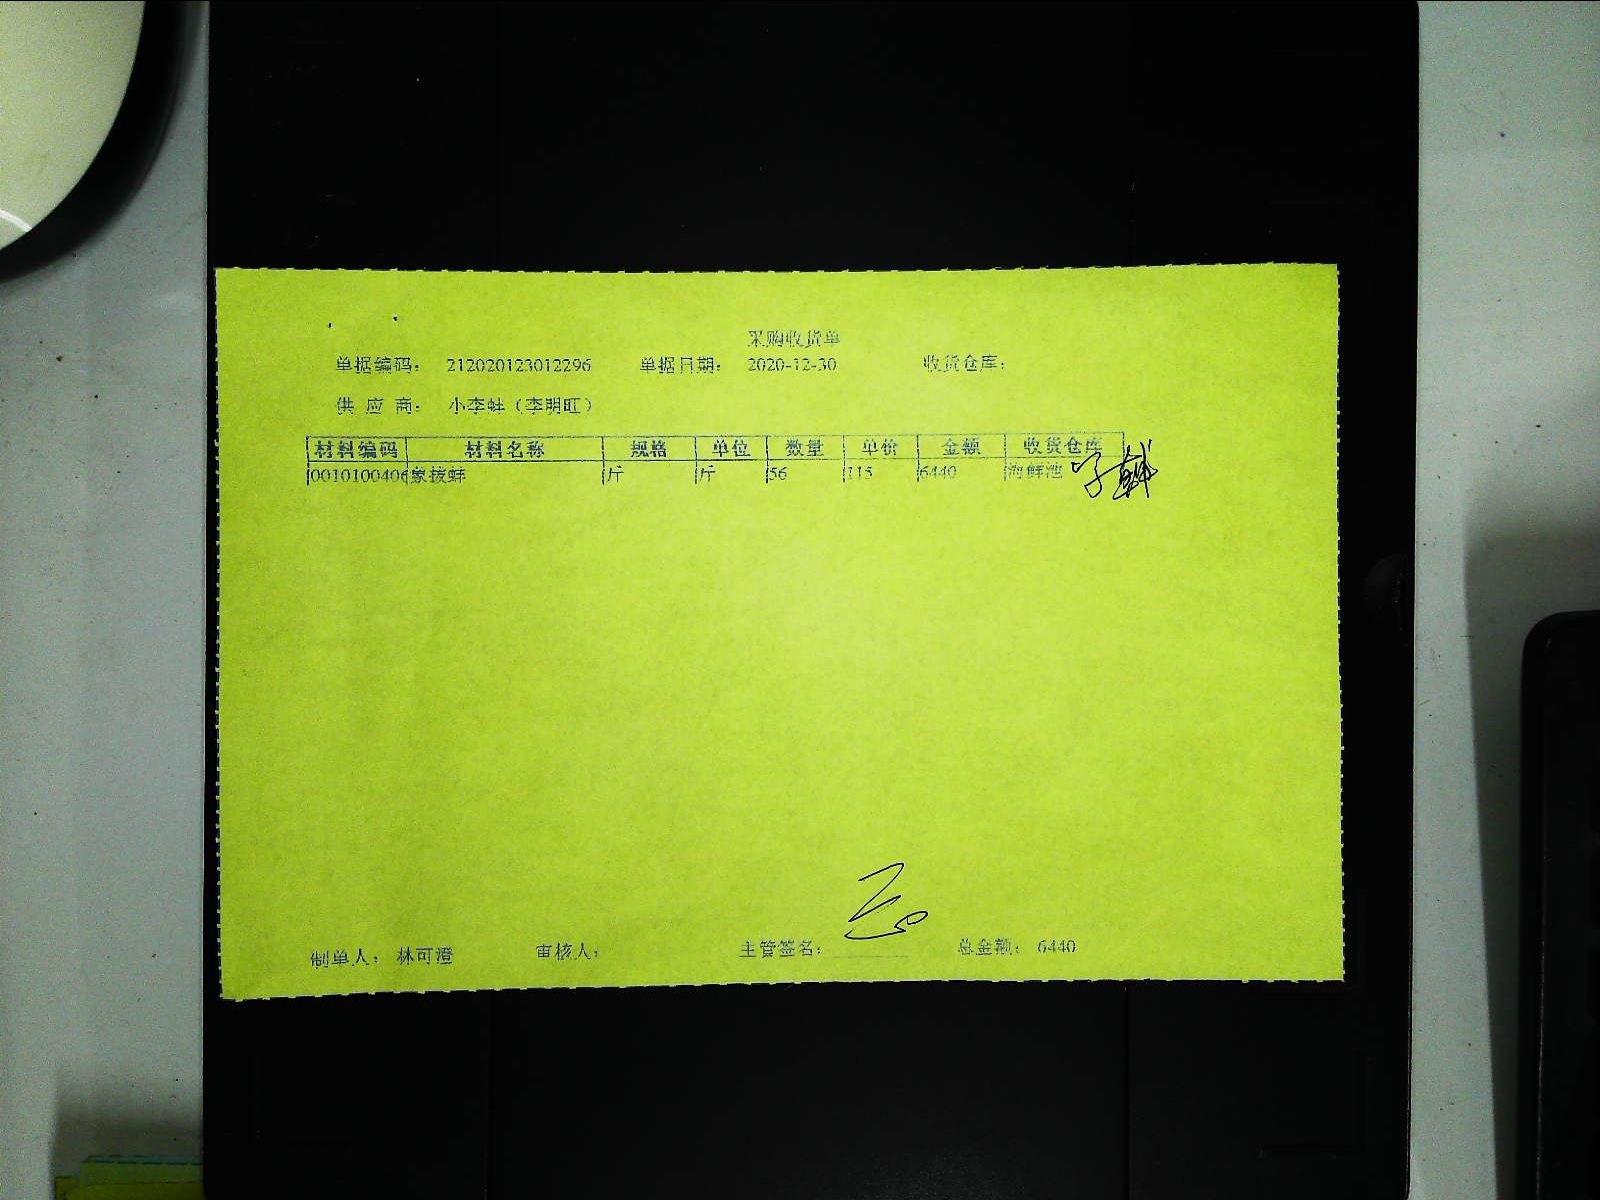 采购收货单
单据编码： 212020123012296 单据日期： 2020-12-30 收货仓库：
供 应 商： 小李蚌（李明旺）
材料编码 材料名称 规格 单位 数量 单价 金额 收货仓库
0010100406 象拔蚌 斤 斤 56 115 6440 海鲜池
制单人： 林可澄 审核人： 主管签名： 总金额： 6440